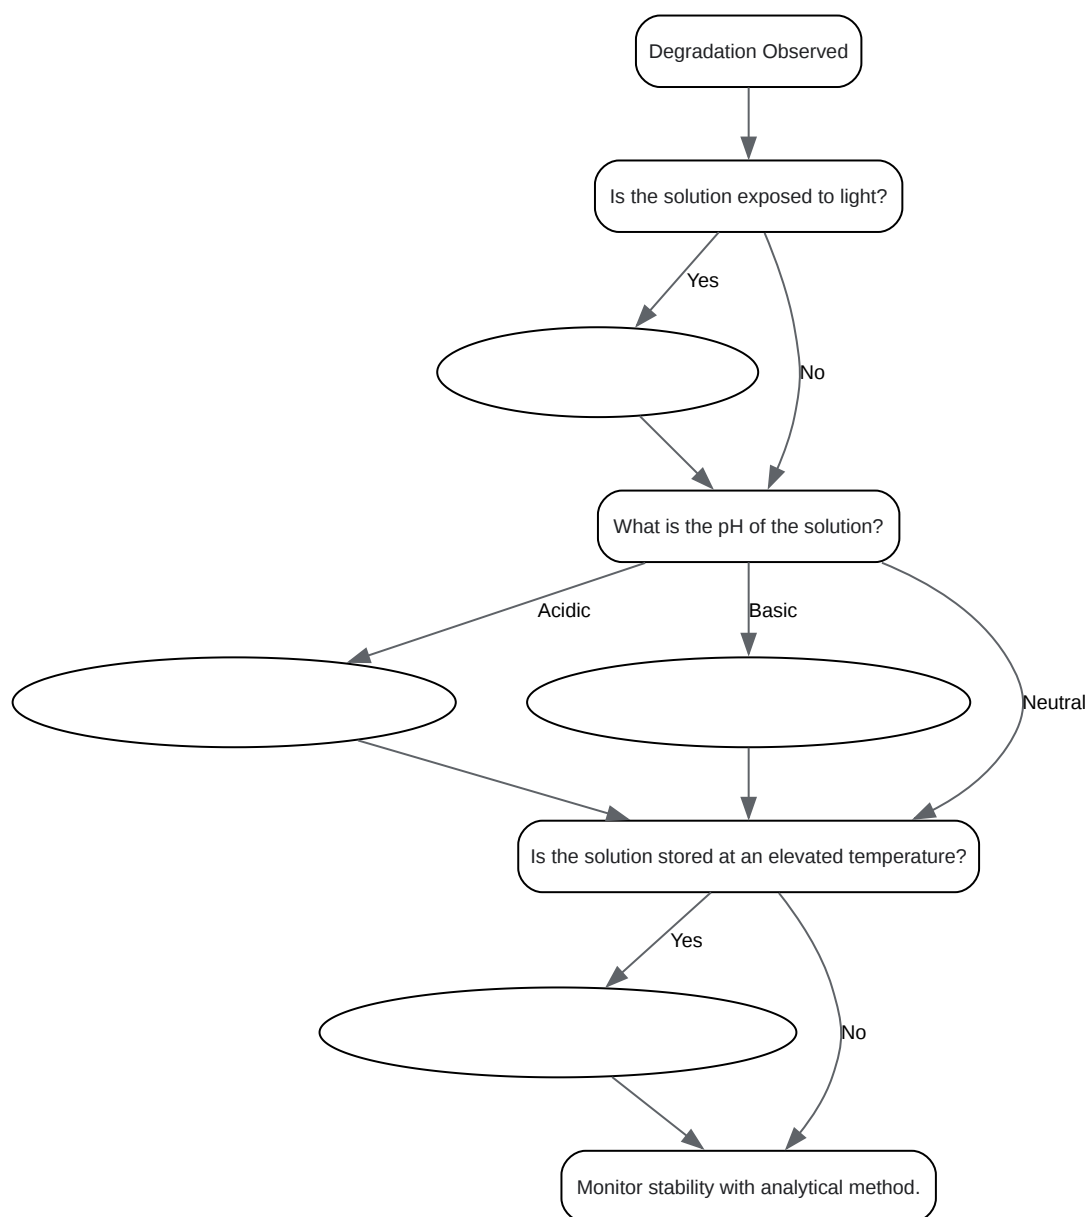 Degradation Observed
Is the solution exposed to light?
Yes
No
What is the pH of the solution?
Acidic
Basic
Neutral
Is the solution stored at an elevated temperature?
Yes
No
Monitor stability with analytical method.